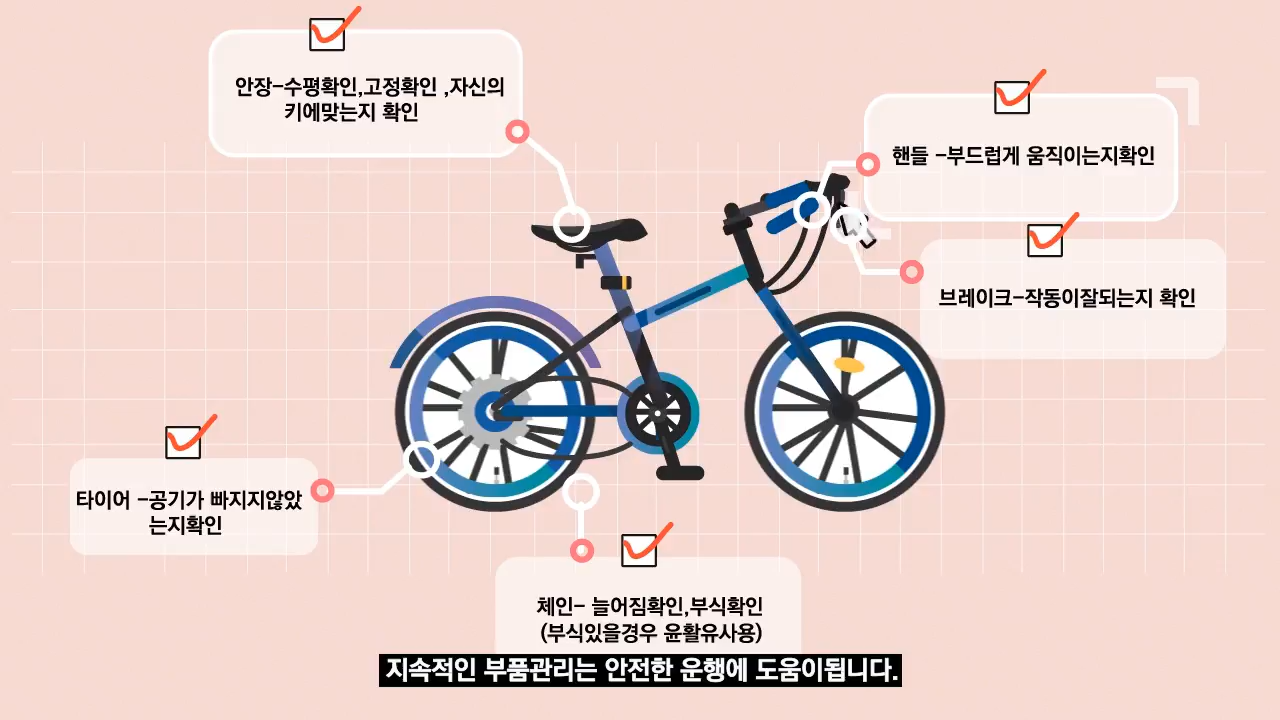 안장-수평확인,고정확인 ,자신의
키에맞는지 확인
핸들 -부드럽게 움직이는지확인
브레이크-작동이잘되는지 확인
타이어 -공기가 빠지지않았
는지확인
체인- 늘어짐확인,부식확인
(부식있을경우 윤활유사용)
지속적인 부품관리는 안전한 운행에 도움이됩니다.